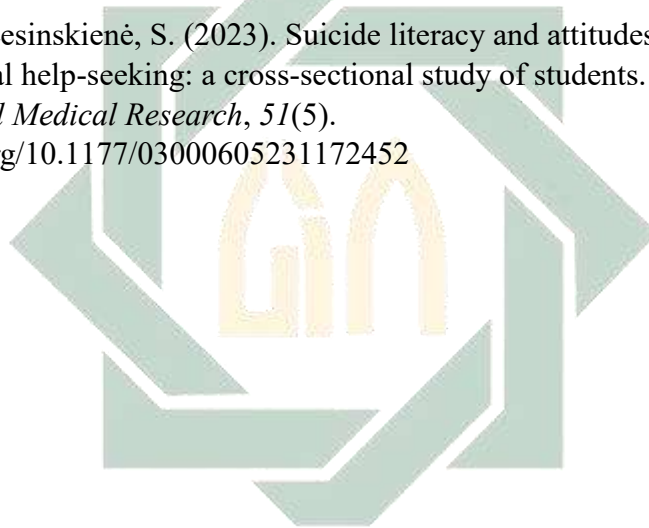 esinskienė, S. (2023). Suicide literacy and attitudes
al help-seeking: a cross-sectional study of students.
l Medical Research, 51(5).
rg/10.1177/03000605231172452